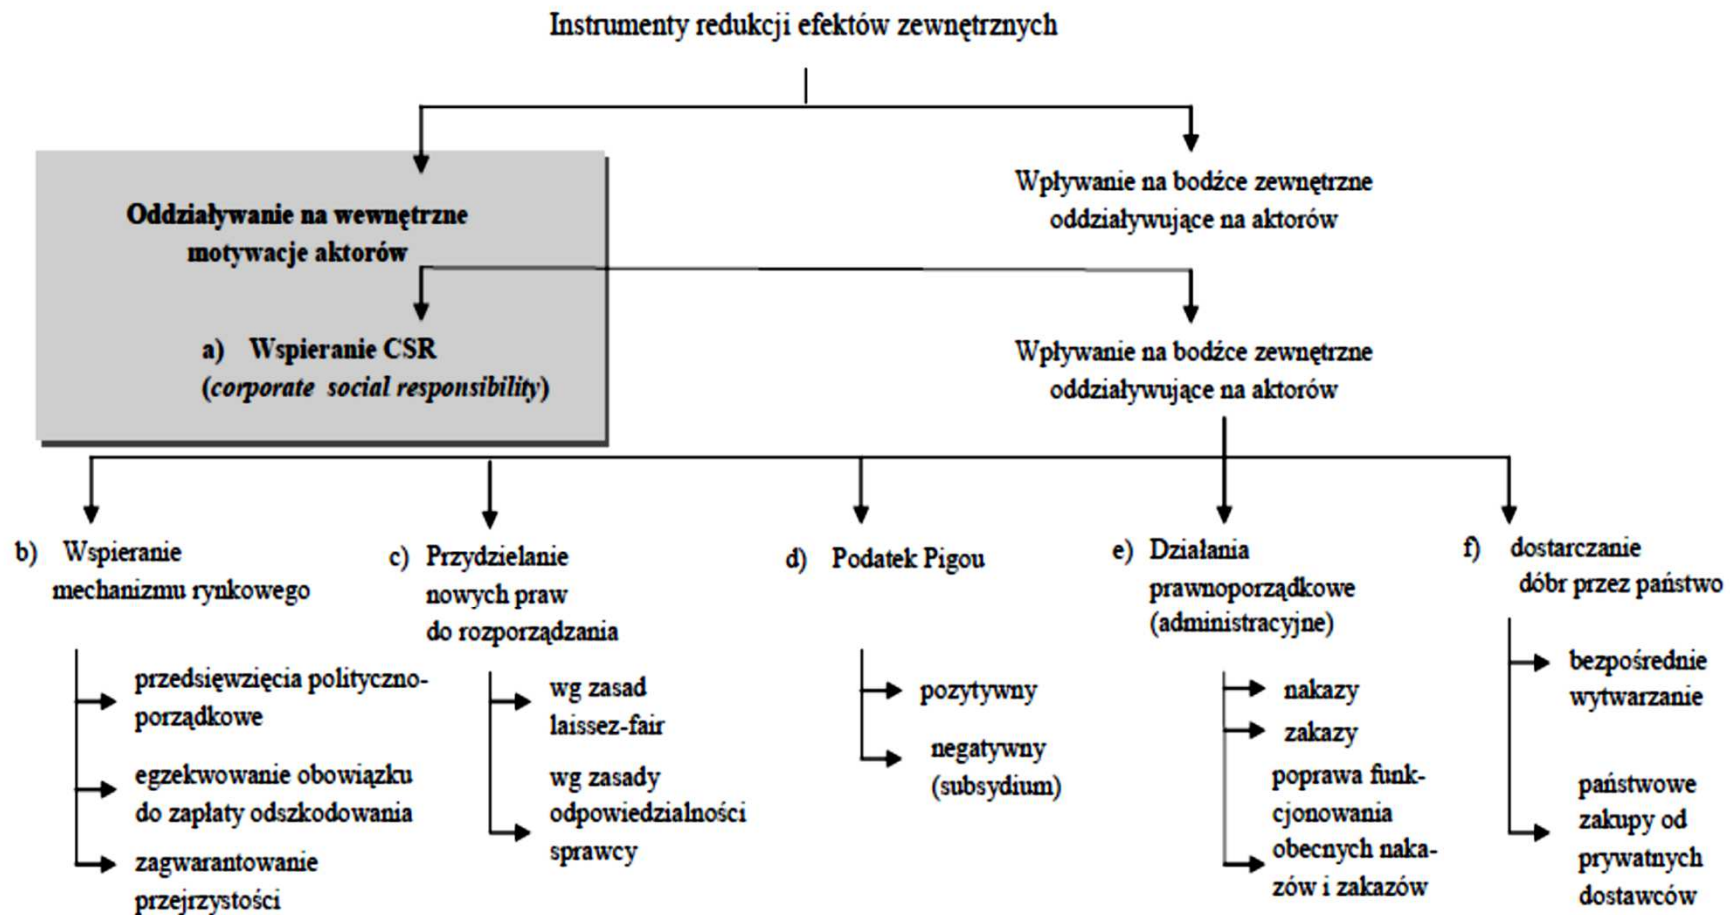 Instrumenty redukcji efektów zewnętrznych
Oddziaływanie na wewnętrzne
motywacje aktorów
Wpływanie na bodźce zewnętrzne
oddziaływujące na aktorów
a) Wspieranie CSR
(corporate social responsibility)
Wpływanie na bodźce zewnętrzne
oddziaływujące na aktorów
b) Wspieranie
mechanizmu rynkowego
przedsięwzięcia polityczno-
porządkowe
egzekwowanie obowiązku
do zapłaty odszkodowania
zagwarantowanie
przejrzystości
c) Przydzielanie
nowych praw
do rozporządzania
wg zasad
laissez-fair
wg zasady
odpowiedzialności
sprawcy
d) Podatek Pigou
pozytywny
negatywny
(subsydium)
e) Działania
prawnoporządkowe
(administracyjne)
nakazy
zakazy
poprawa funk-
cjonowania
obecnych naka-
zów i zakazów
f) dostarczanie
dóbr przez państwo
bezpośrednie
wytwarzanie
państwowe
zakupy od
prywatnych
dostawców